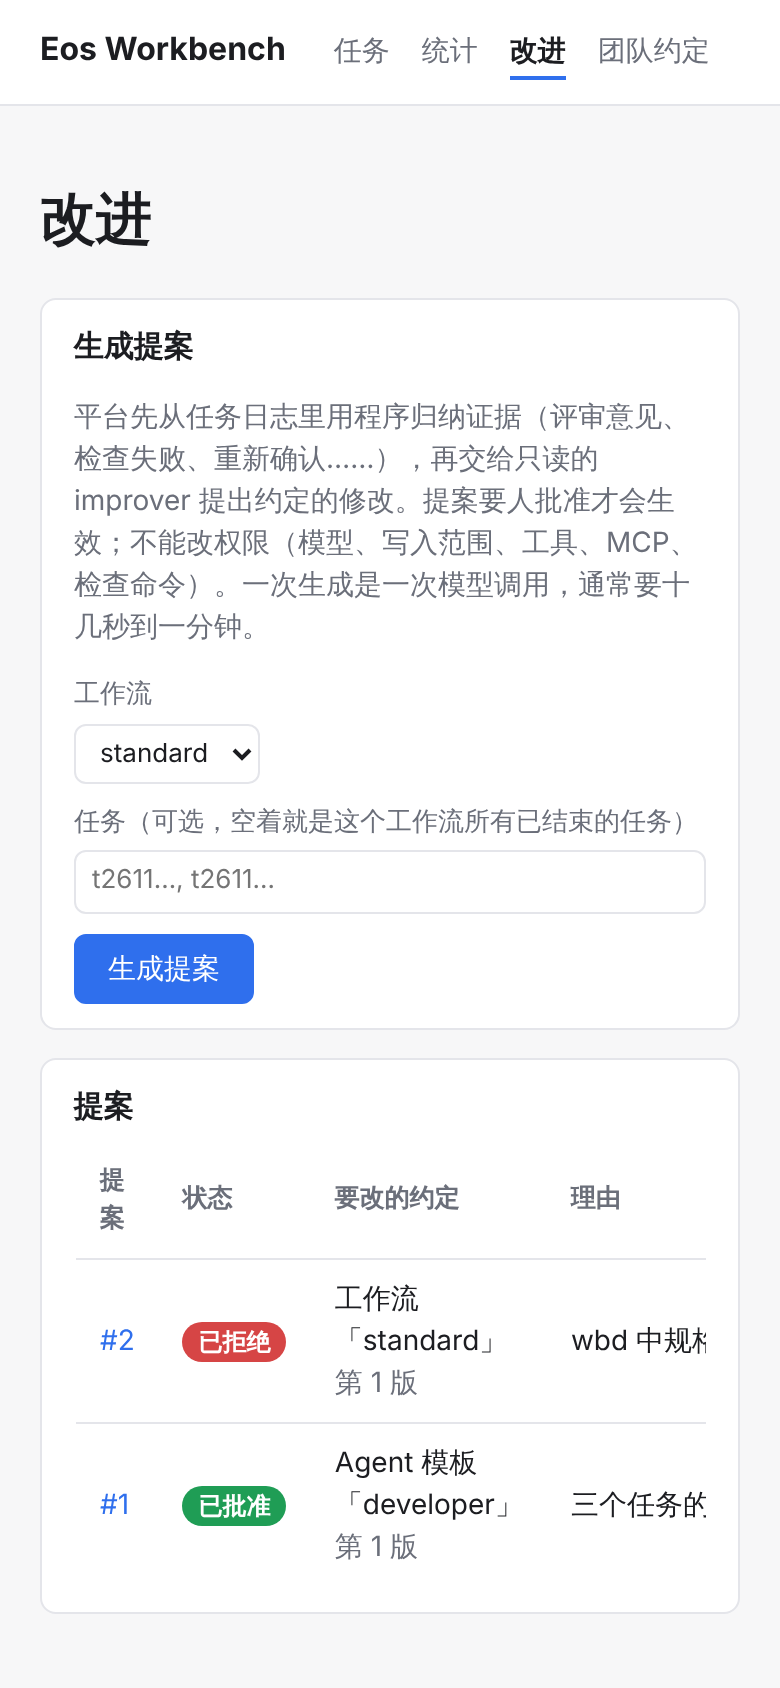 Eos Workbench 任务 统计 改进 团队约定
改进
生成提案
平台先从任务日志里用程序归纳证据（评审意见、
检查失败、重新确认……），再交给只读的
improver 提出约定的修改。提案要人批准才会生
效；不能改权限（模型、写入范围、工具、MCP、
检查命令）。一次生成是一次模型调用，通常要十
几秒到一分钟。
工作流
standard
任务（可选，空着就是这个工作流所有已结束的任务）
t2611…, t2611…
生成提案
提案
提案 状态 要改的约定 理由
工作流
#2 已拒绝 「standard」 wbd 中规
第 1 版
Agent 模板
#1 已批准 「developer」 三个任务的
第 1 版